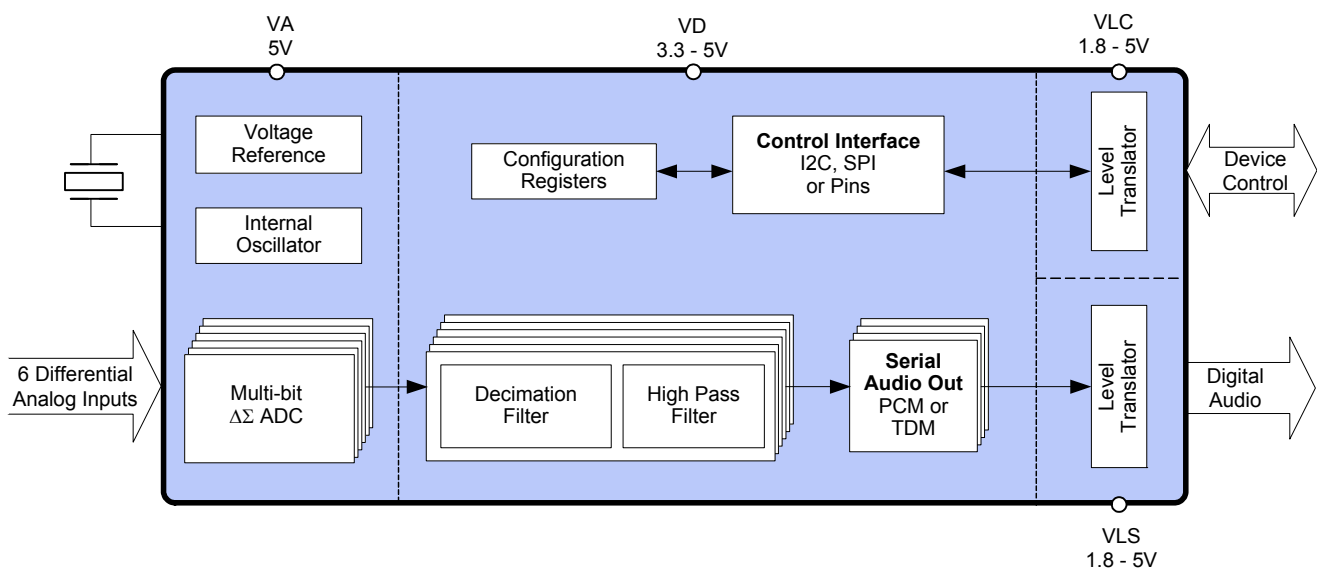 VA
5V
VD
3.3 - 5V
VLC
1.8 - 5V
Voltage
Reference
Internal
Oscillator
Configuration
Registers
Control Interface
I2C, SPI
or Pins
Level
Translator
Device
Control
6 Differential
Analog Inputs
Multi-bit
ΔΣ ADC
Decimation
Filter
High Pass
Filter
Serial
Audio Out
PCM or
TDM
Level
Translator
Digital
Audio
VLS
1.8 - 5V